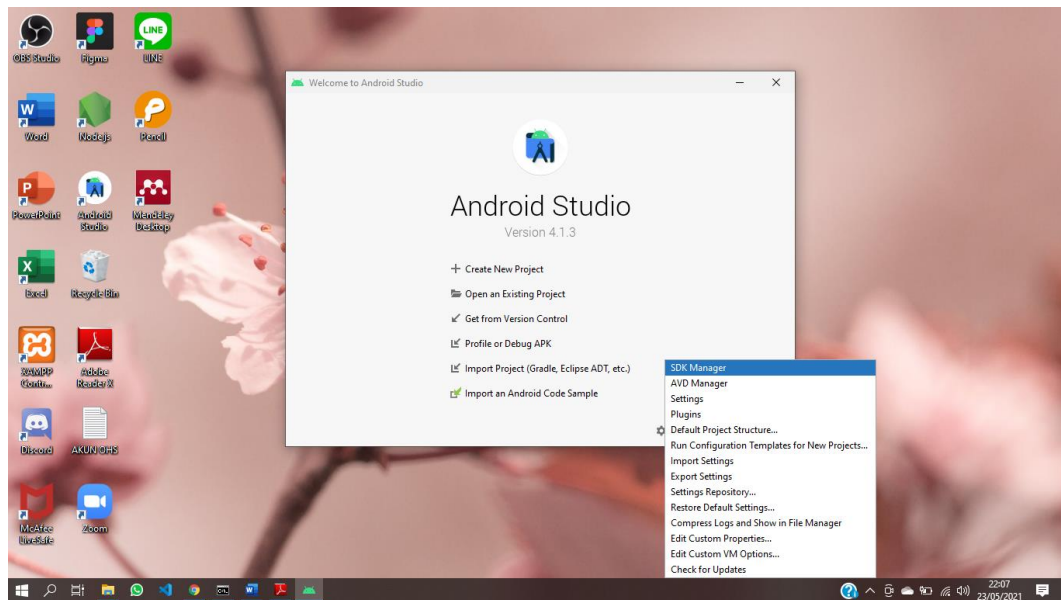 OBS Studio
Figma
LINE
LINE
Word
Nodejs
Pencil
PowerPoint
Android
Studio
Mendeley
Desktop
Excel
Recycle Bin
XAMPP
Contr...
Adobe
Reader X
Discord
AKUN OHS
McAfee
LiveSafe
Zoom
Welcome to Android Studio
Android Studio
Version 4.1.3
Create New Project
Open an Existing Project
Get from Version Control
Profile or Debug APK
Import Project (Gradle, Eclipse ADT, etc.)
Import an Android Code Sample
SDK Manager
AVD Manager
Settings
Plugins
Default Project Structure...
Run Configuration Templates for New Projects...
Import Settings
Export Settings
Settings Repository...
Restore Default Settings...
Compress Logs and Show in File Manager
Edit Custom Properties...
Edit Custom VM Options...
Check for Updates
22:07
23/05/2021